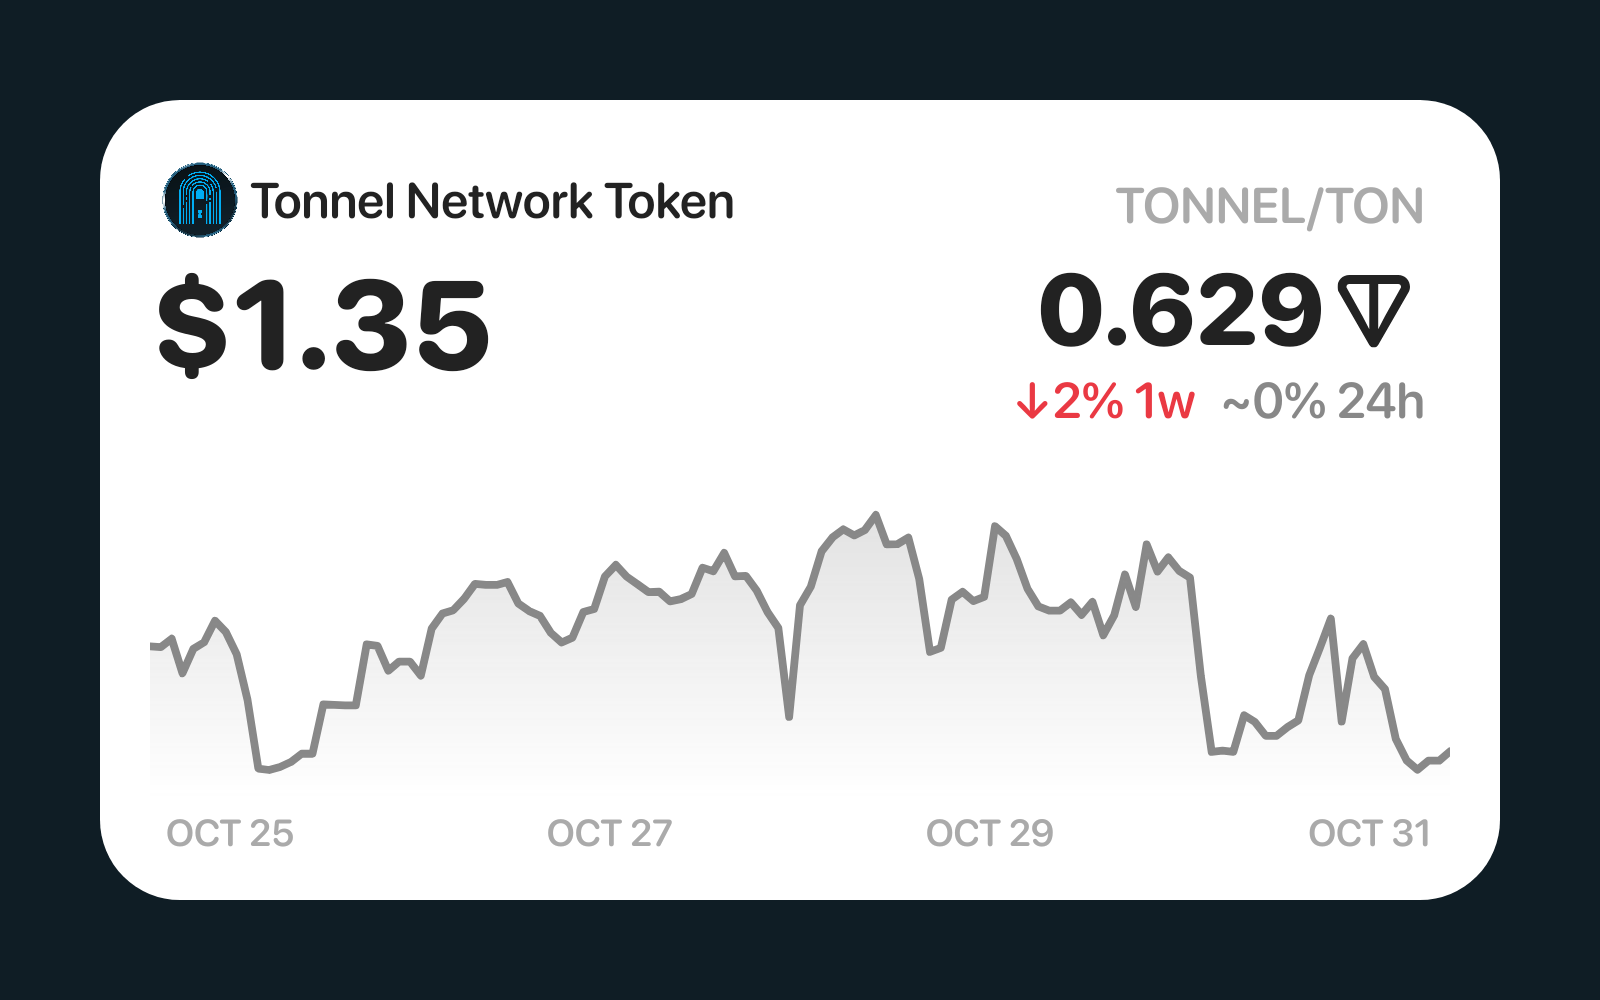 Tonnel Network Token
TONNEL/TON
$1.35
0.629
↓2% 1w ~0% 24h
OCT 25
OCT 27
OCT 29
OCT 31